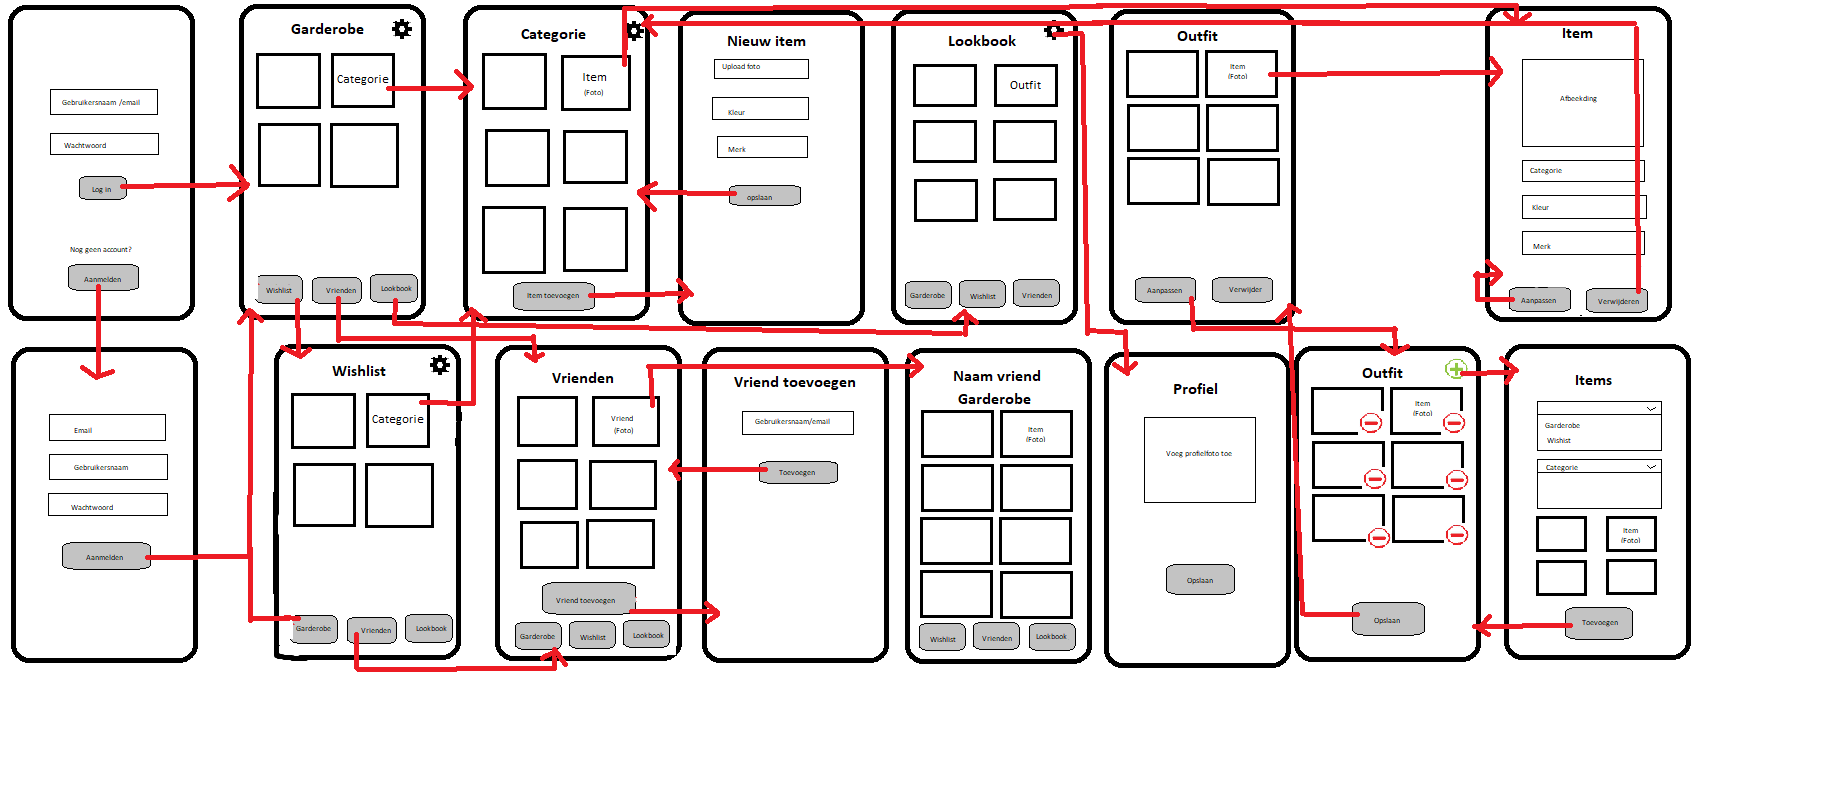 Gebruikersnaam /email
Wachtwoord
Log in
Nog geen account?
Aanmelden
Garderobe
Categorie
Wishlist
Vrienden
Lookbook
Categorie
Item
(Foto)
Item toevoegen
Nieuw item
Upload foto
Kleur
Merk
opslaan
Lookbook
Outfit
Garderobe
Wishlist
Vrienden
Outfit
Item
(Foto)
Aanpassen
Verwijder
Item
Afbeekding
Categorie
Kleur
Merk
Aanpassen
Verwijderen
Email
Gebruikersnaam
Wachtwoord
Aanmelden
Wishlist
Categorie
Garderobe
Vrienden
Lookbook
Vrienden
Vriend
(Foto)
Vriend toevoegen
Garderobe
Wishlist
Lookbook
Vriend toevoegen
Gebruikersnaam/email
Toevoegen
Naam vriend
Garderobe
Item
(Foto)
Wishlist
Vrienden
Lookbook
Profiel
Voeg profielfoto toe
Opslaan
Outfit
Item
(Foto)
Opslaan
Items
Garderobe
Wishist
Categorie
Item
(Foto)
Toevoegen